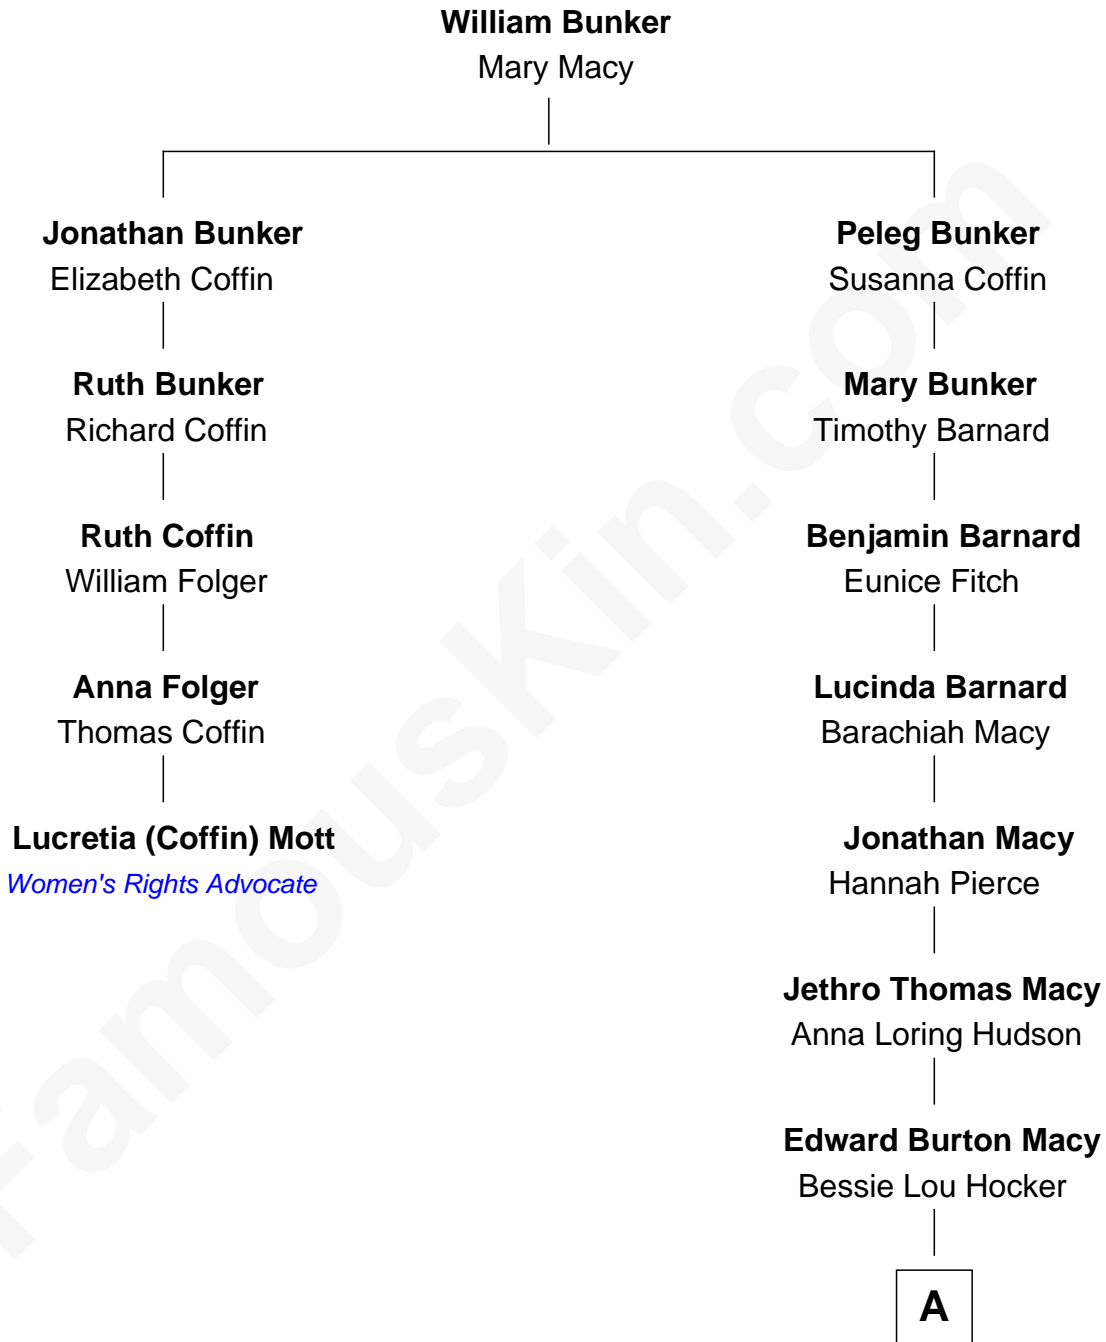 William Bunker
Mary Macy
Jonathan Bunker
Elizabeth Coffin
Peleg Bunker
Susanna Coffin
Ruth Bunker
Richard Coffin
Mary Bunker
Timothy Barnard
Ruth Coffin
William Folger
Benjamin Barnard
Eunice Fitch
Anna Folger
Thomas Coffin
Lucinda Barnard
Barachiah Macy
Lucretia (Coffin) Mott
Women's Rights Advocate
Jonathan Macy
Hannah Pierce
Jethro Thomas Macy
Anna Loring Hudson
Edward Burton Macy
Bessie Lou Hocker
A
FamousKin.com